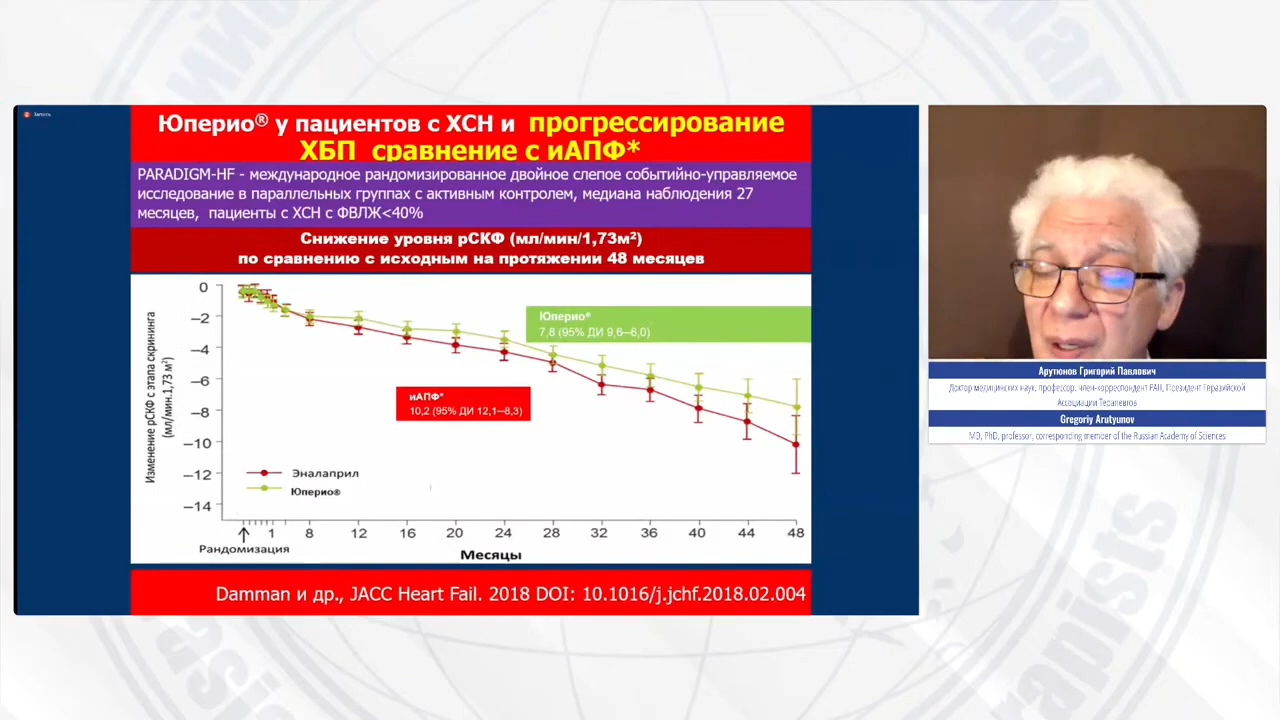 Запись
Юперио® у пациентов с ХСН и прогрессирование
ХБП сравнение с иАПФ*
PARADIGM-HF - международное рандомизированное двойное слепое событийно-управляемое
исследование в параллельных группах с активным контролем, медиана наблюдения 27
месяцев, пациенты с ХСН с ФВЛЖ<40%
Снижение уровня рСКФ (мл/мин/1,73м²)
по сравнению с исходным на протяжении 48 месяцев
Изменение рСКФ с этапа скрининга
(мл/мин.1,73 м²)
0
−2
−4
−6
−8
−10
−12
−14
Юперио®
7,8 (95% ДИ 9,6—6,0)
иАПФ*
10,2 (95% ДИ 12,1—8,3)
Эналаприл
Юперио®
1 8 12 16 20 24 28 32 36 40 44 48
Рандомизация
Месяцы
Damman и др., JACC Heart Fail. 2018 DOI: 10.1016/j.jchf.2018.02.004
Арутюнов Григорий Павлович
Доктор медицинских наук, профессор, член-корреспондент РАН, Президент Евразийской
Ассоциации Терапевтов
Gregoriy Arutyunov
MD, PhD, professor, corresponding member of the Russian Academy of Sciences
rapists